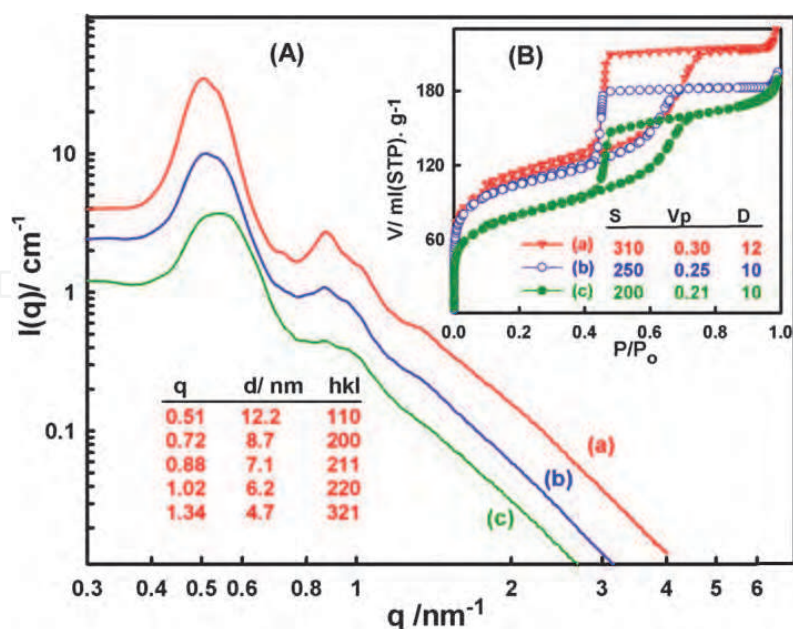 (A)
I(q)/ cm-1
10
1
0.1
q d/ nm hkl
0.51 12.2 110
0.72 8.7 200
0.88 7.1 211
1.02 6.2 220
1.34 4.7 321
(a)
(b)
(c)
0.3 0.4 0.5 0.6 0.8 1 2 3 4 5 6
q /nm-1
(B)
V/ ml(STP). g-1
180
120
60
S Vp D
(a) 310 0.30 12
(b) 250 0.25 10
(c) 200 0.21 10
0.0 0.2 0.4 0.6 0.8 1.0
P/Po